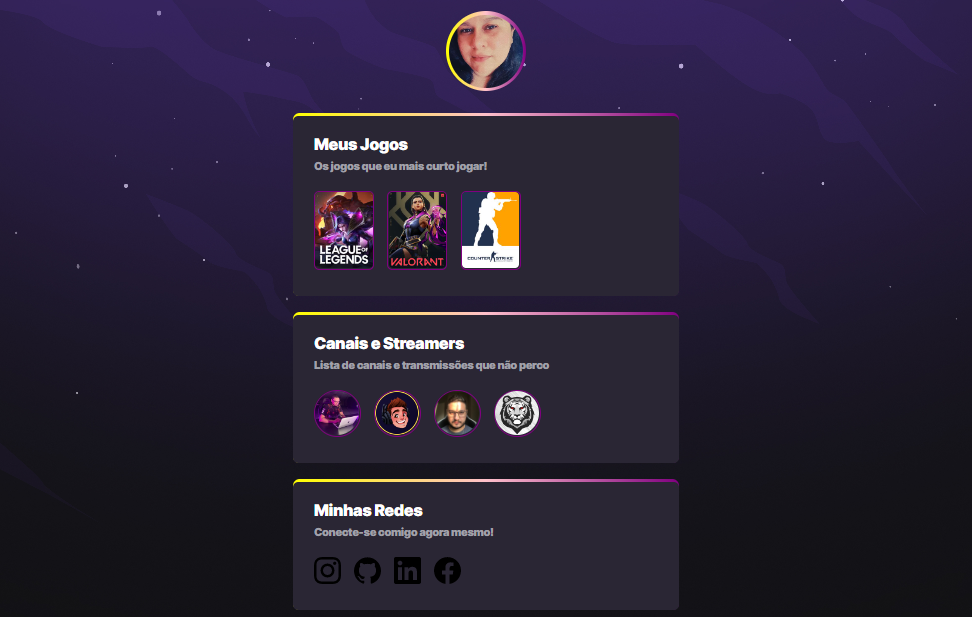 Meus Jogos
Os jogos que eu mais curto jogar!
LEAGUE OF
LEGENDS
VALORANT
COUNTER STRIKE
Canais e Streamers
Lista de canais e transmissões que não perco
Minhas Redes
Conecte-se comigo agora mesmo!
in